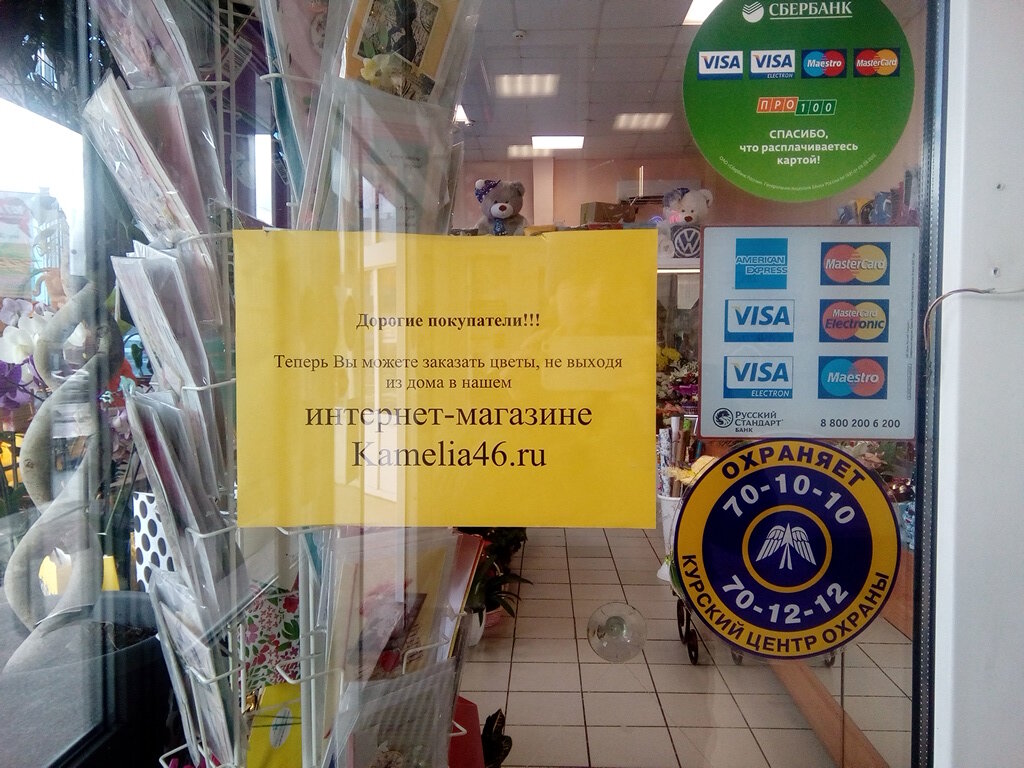 СБЕРБАНК
VISA VISA ELECTRON Maestro MasterCard
ПРО100
СПАСИБО,
что расплачиваетесь
картой!
Дорогие покупатели!!!
Теперь Вы можете заказать цветы, не выходя
из дома в нашем
интернет-магазине
Kamelia46.ru
AMERICAN EXPRESS MasterCard
VISA MasterCard Electronic
VISA ELECTRON Maestro
РУССКИЙ СТАНДАРТ БАНК 8 800 200 6 200
ОХРАНЯЕТ
70-10-10
70-12-12
КУРСКИЙ ЦЕНТР ОХРАНЫ